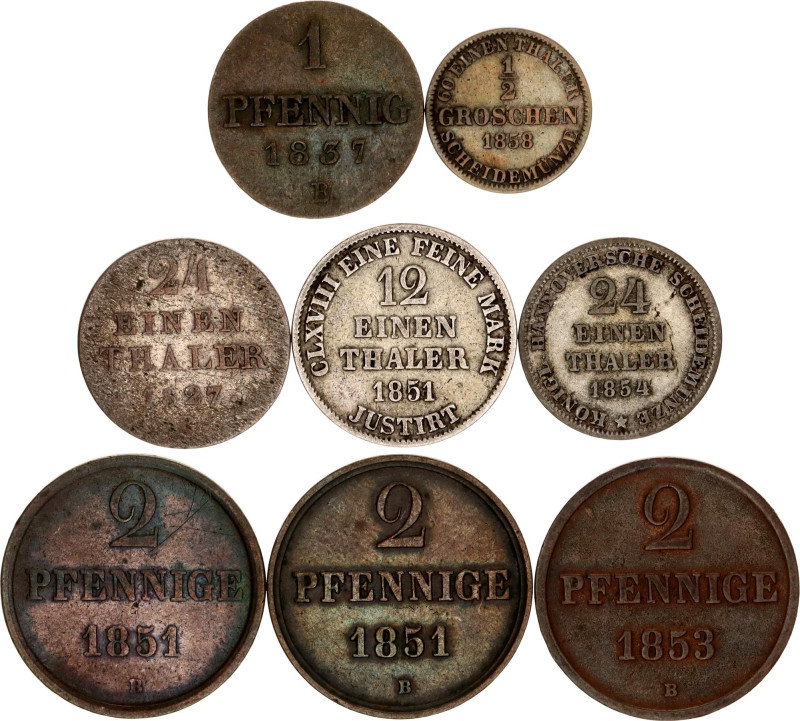 1
PFENNIG
1837
B
60 EINEN THALER
1/2
GROSCHEN
1858
SCHEIDEMÜNZE
24
EINEN
THALER
1827
CLXVIII EINE FEINE MARK
12
EINEN
THALER
1851
JUSTIRT
KÖNIGL. HANNOVERSCHE SCHEIDEMÜNZE ★
24
EINEN
THALER
1854
2
PFENNIGE
1851
B
2
PFENNIGE
1851
B
2
PFENNIGE
1853
B